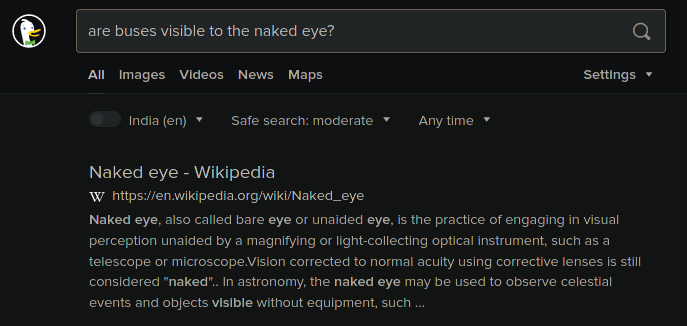 are buses visible to the naked eye?
All Images Videos News Maps Settings
India (en) Safe search: moderate Any time
Naked eye - Wikipedia
W https://en.wikipedia.org/wiki/Naked_eye
Naked eye, also called bare eye or unaided eye, is the practice of engaging in visual
perception unaided by a magnifying or light-collecting optical instrument, such as a
telescope or microscope.Vision corrected to normal acuity using corrective lenses is still
considered "naked".. In astronomy, the naked eye may be used to observe celestial
events and objects visible without equipment, such ...